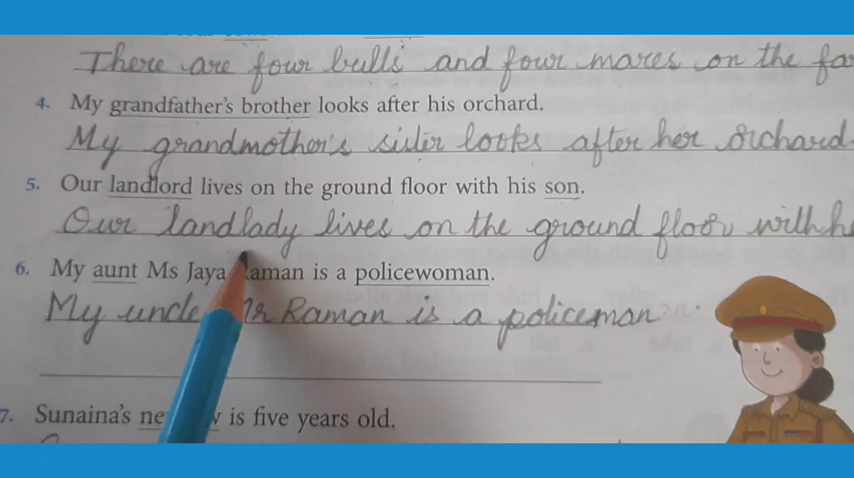 There are four bulls and four mares on the fa
4. My grandfather's brother looks after his orchard.
My grandmother's sister looks after her orchard.
5. Our landlord lives on the ground floor with his son.
Our landlady lives on the ground floor with h
6. My aunt Ms Jaya Raman is a policewoman.
My uncle Mr Raman is a policeman.
7. Sunaina's is five years old.